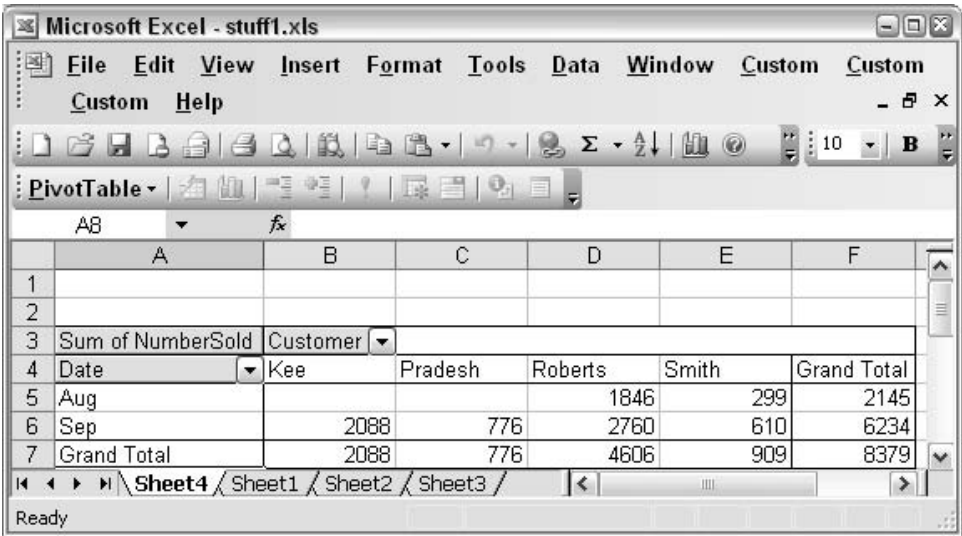 Microsoft Excel - stuff1.xls
File Edit View Insert Format Tools Data Window Custom Custom
Custom Help
Σ 10 B
PivotTable
A8 fx
A B C D E F
1
2
3 Sum of NumberSold Customer
4 Date Kee Pradesh Roberts Smith Grand Total
5 Aug 1846 299 2145
6 Sep 2088 776 2760 610 6234
7 Grand Total 2088 776 4606 909 8379
Sheet4 Sheet1 Sheet2 Sheet3
Ready